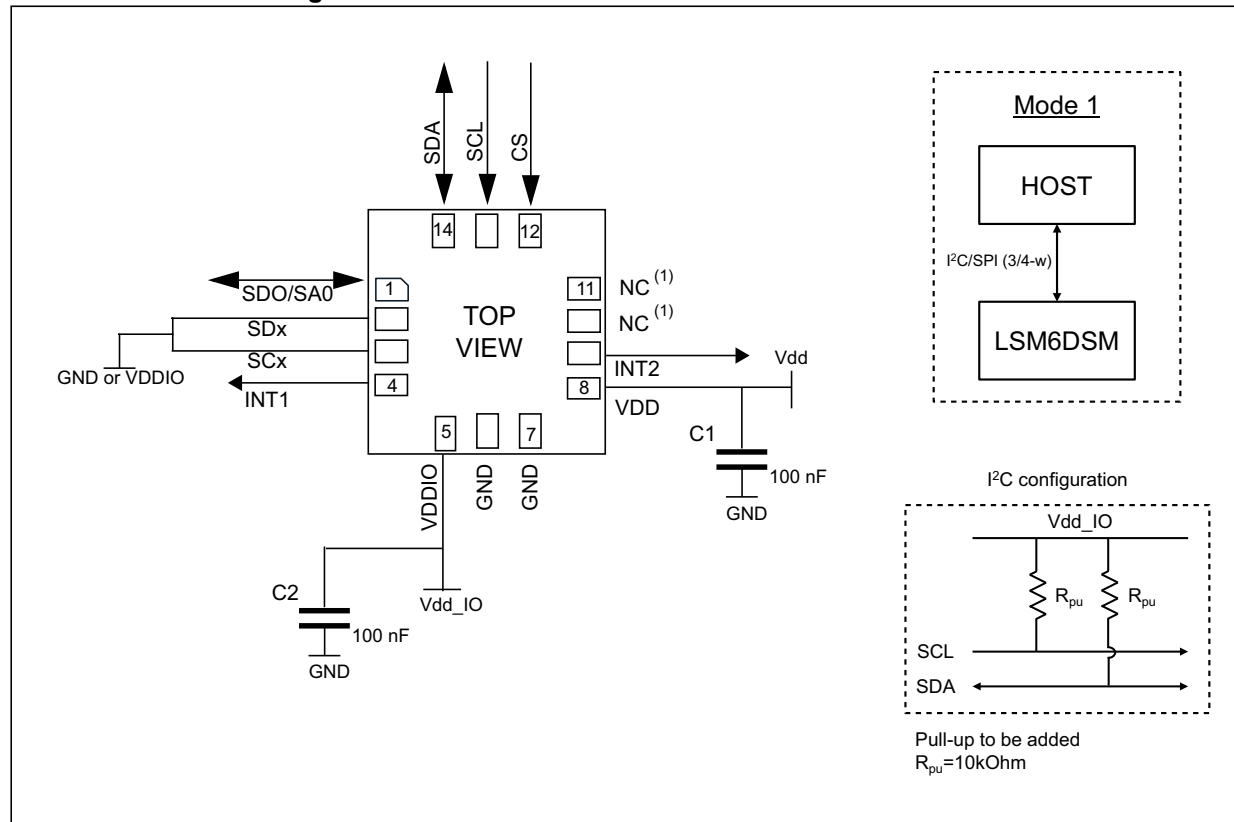 g
SDA
SCL
CS
14
12
SDO/SA0
1
SDx
SCx
GND or VDDIO
INT1
4
TOP
VIEW
11
NC (1)
NC (1)
INT2
Vdd
8
VDD
5
7
VDDIO
GND
GND
C1
100 nF
GND
C2
100 nF
GND
Vdd_IO
Mode 1
HOST
I²C/SPI (3/4-w)
LSM6DSM
I²C configuration
Vdd_IO
Rpu
Rpu
SCL
SDA
Pull-up to be added
Rpu=10kOhm